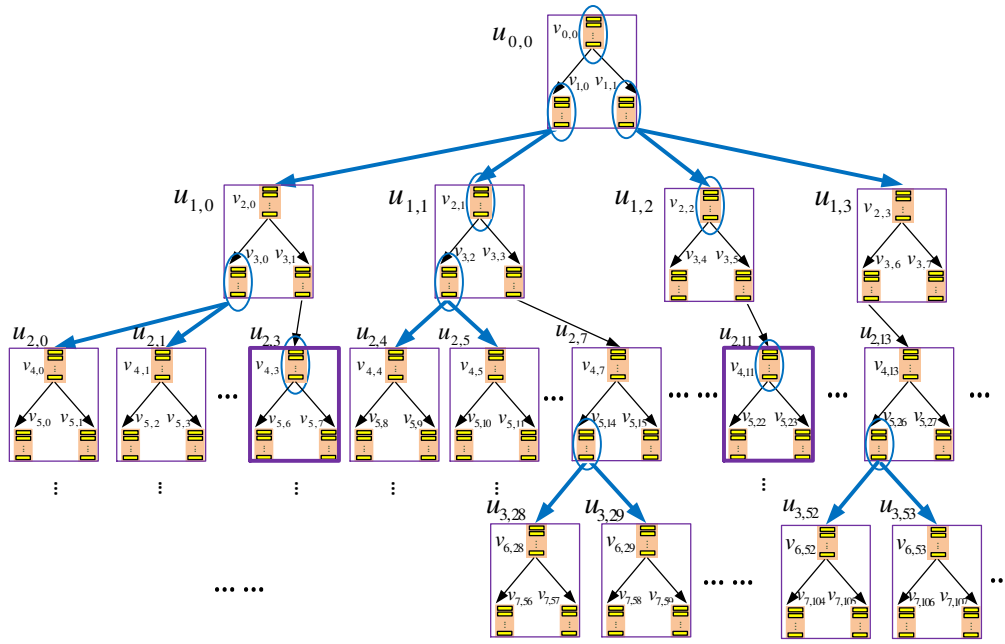 u0,0
v0,0
v1,0 v1,1
u1,0 v2,0 u1,1 v2,1 u1,2 v2,2 u1,3 v2,3
v3,0 v3,1 v3,2 v3,3 v3,4 v3,5 v3,6 v3,7
u2,0 u2,1 u2,3 u2,4 u2,5 u2,7 u2,11 u2,13
v4,0 v4,1 v4,3 v4,4 v4,5 v4,7 v4,11 v4,13
v5,0 v5,1 v5,2 v5,3 v5,6 v5,7 v5,8 v5,9 v5,10 v5,11 v5,14 v5,15 v5,22 v5,23 v5,26 v5,27
u3,28 u3,29 u3,52 u3,53
v6,28 v6,29 v6,52 v6,53
v7,56 v7,57 v7,58 v7,59 v7,104 v7,105 v7,106 v7,107